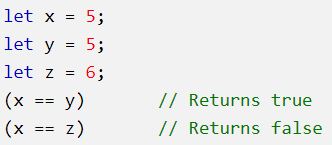 let x = 5;
let y = 5;
let z = 6;
(x == y)       // Returns true
(x == z)       // Returns false